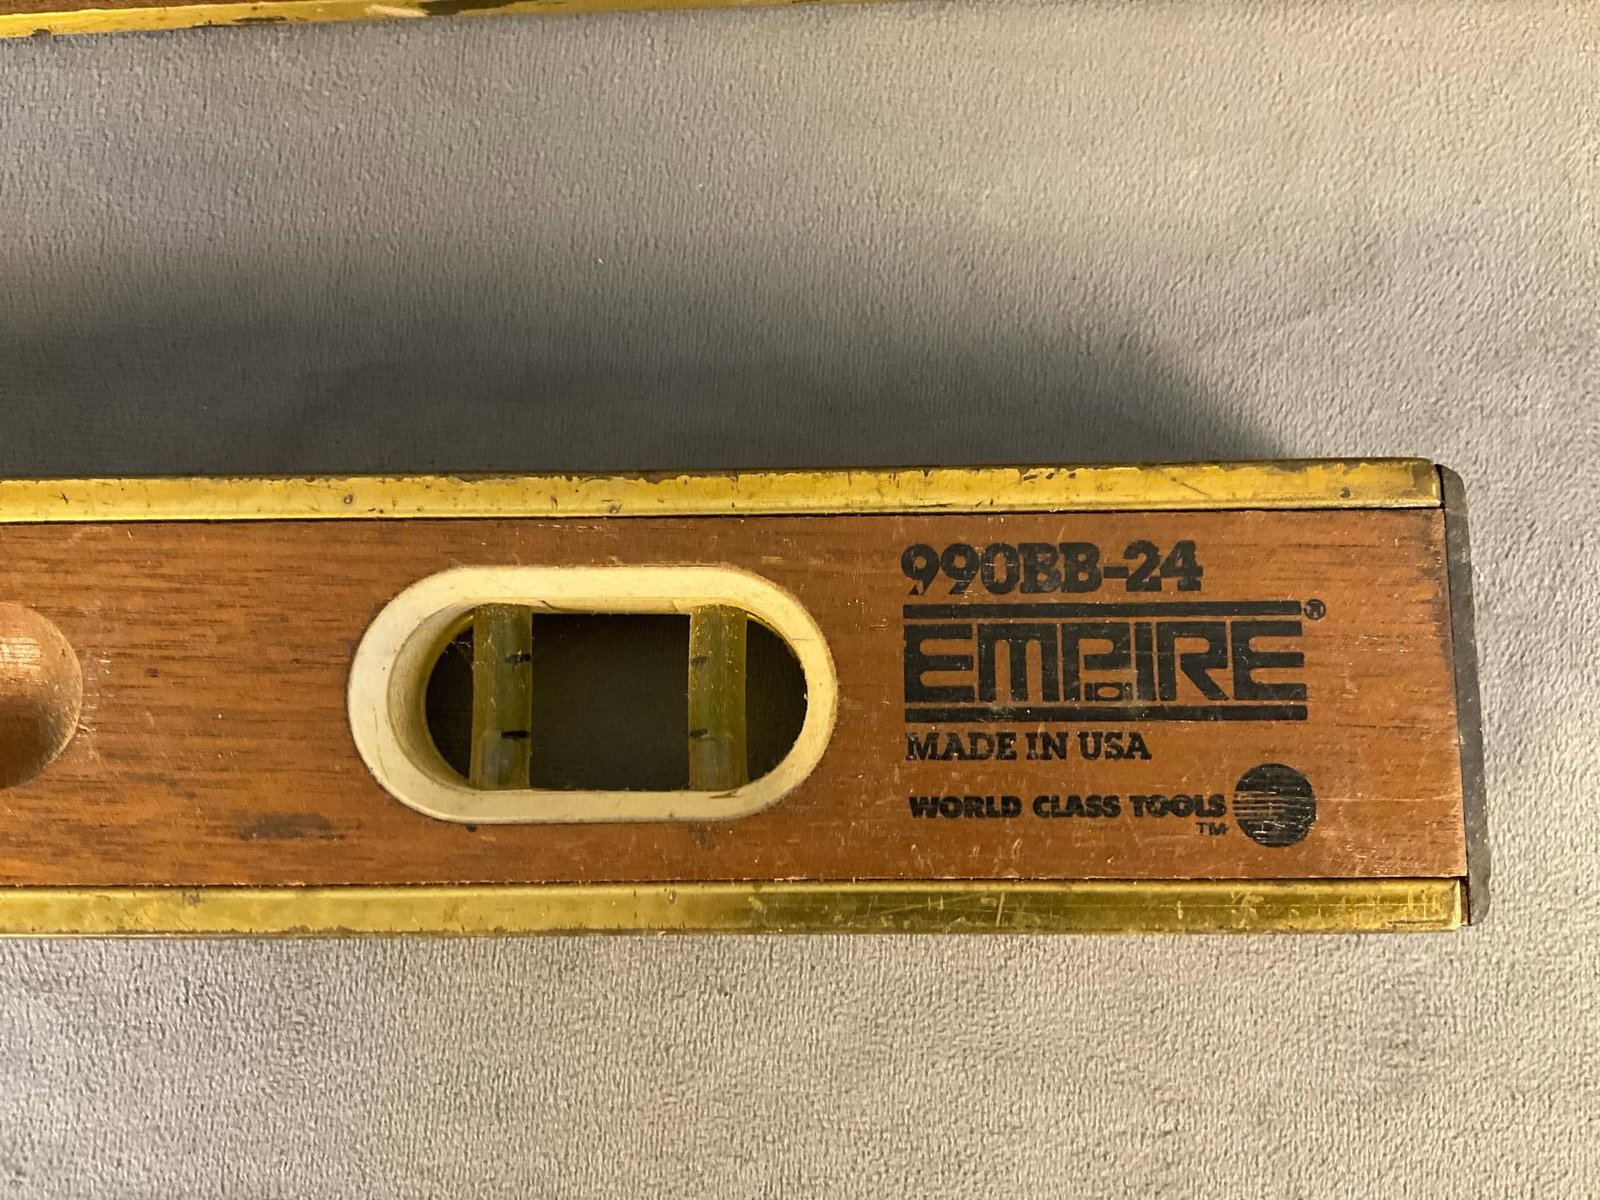 990BB-24
EMPIRE®
MADE IN USA
WORLD CLASS TOOLS
TM